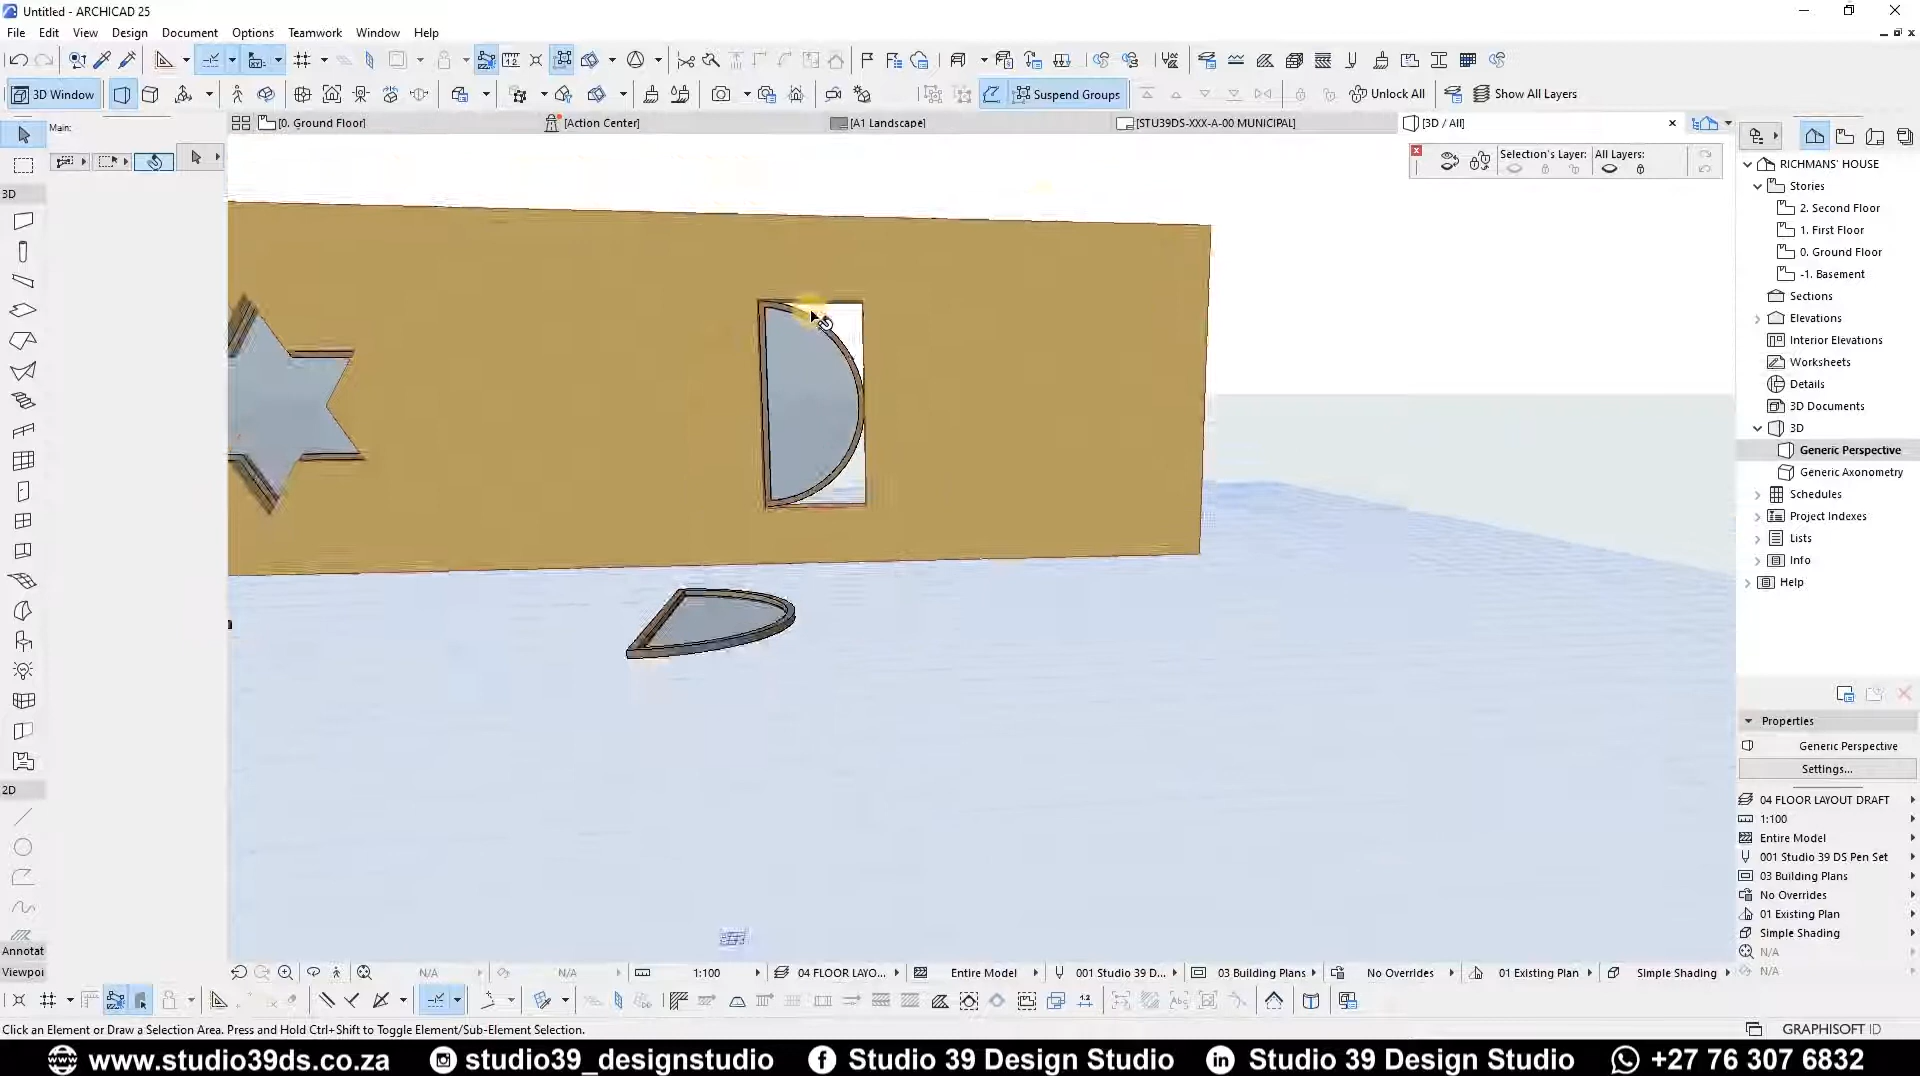 Untitled - ARCHICAD 25
File Edit View Design Document Options Teamwork Window Help
3D Window
Suspend Groups
Unlock All
Show All Layers
Main:
[0. Ground Floor]
[Action Center]
[A1 Landscape]
[STU39DS-XXX-A-00 MUNICIPAL]
[3D / All]
Selection's Layer: All Layers:
3D
2D
Annotat
Viewpoi
RICHMANS' HOUSE
Stories
2. Second Floor
1. First Floor
0. Ground Floor
-1. Basement
Sections
Elevations
Interior Elevations
Worksheets
Details
3D Documents
3D
Generic Perspective
Generic Axonometry
Schedules
Project Indexes
Lists
Info
Help
Properties
Generic Perspective
Settings...
04 FLOOR LAYOUT DRAFT
1:100
Entire Model
001 Studio 39 DS Pen Set
03 Building Plans
No Overrides
01 Existing Plan
Simple Shading
N/A
N/A
N/A N/A 1:100 04 FLOOR LAYO... Entire Model 001 Studio 39 D... 03 Building Plans No Overrides 01 Existing Plan Simple Shading
Click an Element or Draw a Selection Area. Press and Hold Ctrl+Shift to Toggle Element/Sub-Element Selection.
GRAPHISOFT ID
www.studio39ds.co.za studio39_designstudio Studio 39 Design Studio Studio 39 Design Studio +27 76 307 6832